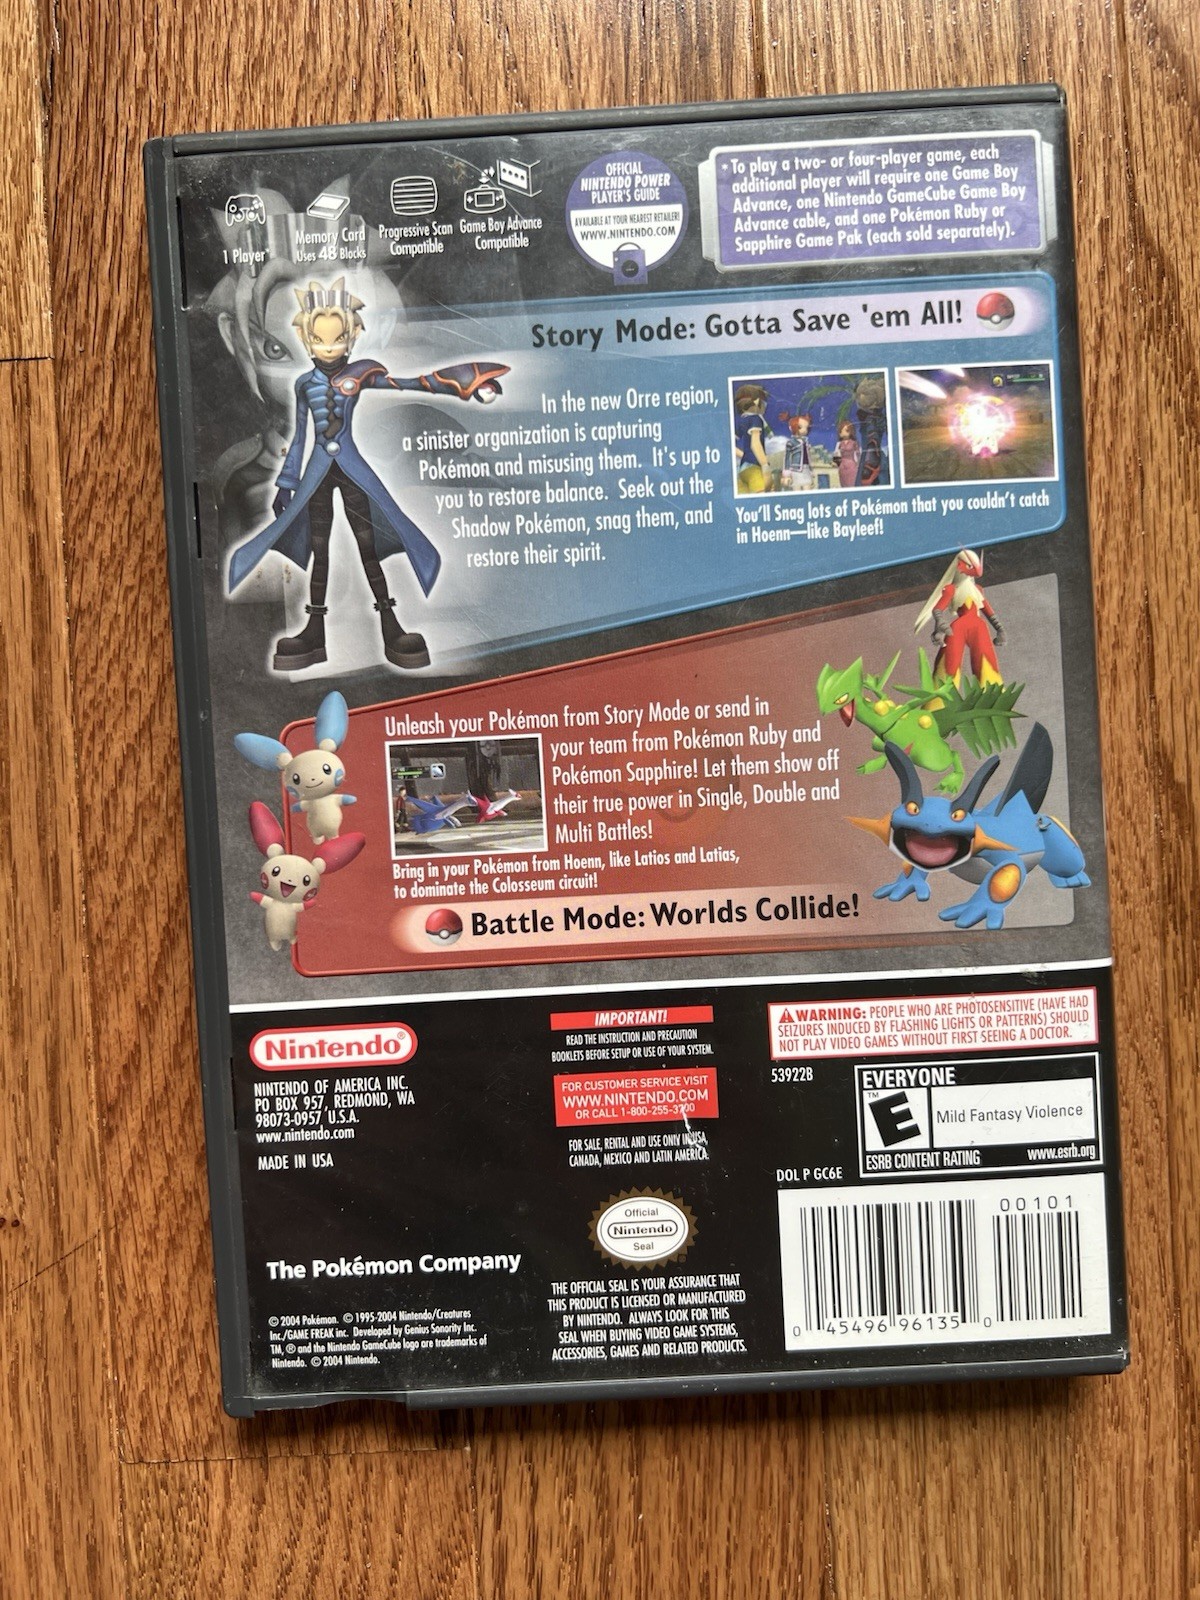 1 Player*
Memory Card
Uses 48 Blocks
Progressive Scan
Compatible
Game Boy Advance
Compatible
OFFICIAL
NINTENDO POWER
PLAYER'S GUIDE
AVAILABLE AT YOUR NEAREST RETAILER!
WWW.NINTENDO.COM
*To play a two- or four-player game, each
additional player will require one Game Boy
Advance, one Nintendo GameCube Game Boy
Advance cable, and one Pokémon Ruby or
Sapphire Game Pak (each sold separately).
Story Mode: Gotta Save 'em All!
In the new Orre region,
a sinister organization is capturing
Pokémon and misusing them. It's up to
you to restore balance. Seek out the
Shadow Pokémon, snag them, and
restore their spirit.
You'll Snag lots of Pokémon that you couldn't catch
in Hoenn—like Bayleef!
Unleash your Pokémon from Story Mode or send in
your team from Pokémon Ruby and
Pokémon Sapphire! Let them show off
their true power in Single, Double and
Multi Battles!
Bring in your Pokémon from Hoenn, like Latios and Latias,
to dominate the Colosseum circuit!
Battle Mode: Worlds Collide!
Nintendo®
NINTENDO OF AMERICA INC.
PO BOX 957, REDMOND, WA
98073-0957 U.S.A.
www.nintendo.com
MADE IN USA
The Pokémon Company
© 2004 Pokémon. © 1995-2004 Nintendo/Creatures
Inc./GAME FREAK inc. Developed by Genius Sonority Inc.
TM, ® and the Nintendo GameCube logo are trademarks of
Nintendo. © 2004 Nintendo.
IMPORTANT!
READ THE INSTRUCTION AND PRECAUTION
BOOKLETS BEFORE SETUP OR USE OF YOUR SYSTEM.
FOR CUSTOMER SERVICE VISIT
WWW.NINTENDO.COM
OR CALL 1-800-255-3700
FOR SALE, RENTAL AND USE ONLY IN USA,
CANADA, MEXICO AND LATIN AMERICA.
Official
Nintendo
Seal
THE OFFICIAL SEAL IS YOUR ASSURANCE THAT
THIS PRODUCT IS LICENSED OR MANUFACTURED
BY NINTENDO. ALWAYS LOOK FOR THIS
SEAL WHEN BUYING VIDEO GAME SYSTEMS,
ACCESSORIES, GAMES AND RELATED PRODUCTS.
WARNING: PEOPLE WHO ARE PHOTOSENSITIVE (HAVE HAD
SEIZURES INDUCED BY FLASHING LIGHTS OR PATTERNS) SHOULD
NOT PLAY VIDEO GAMES WITHOUT FIRST SEEING A DOCTOR.
53922B
EVERYONE
TM
E
Mild Fantasy Violence
ESRB CONTENT RATING www.esrb.org
DOL P GC6E
00101
0 45496 96135 0